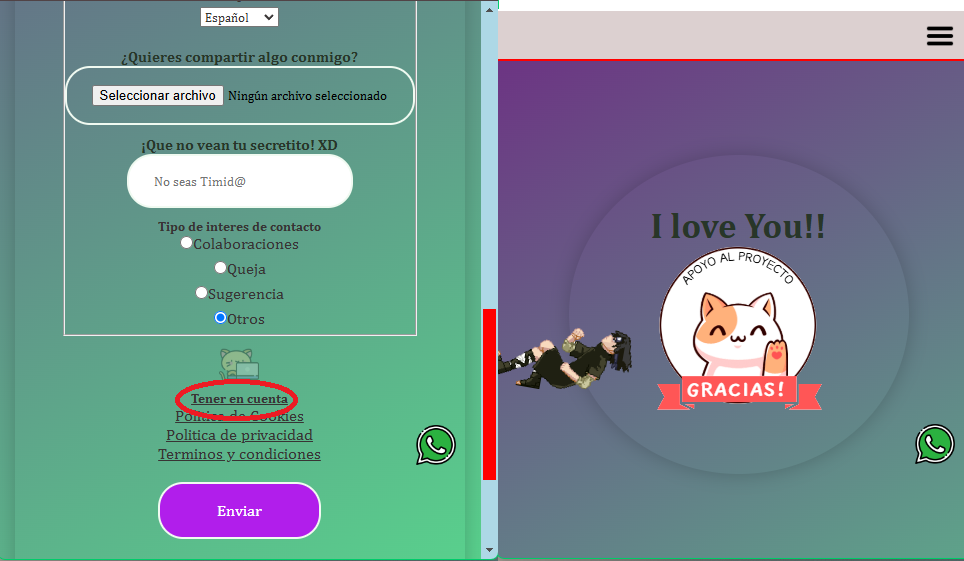 Español
¿Quieres compartir algo conmigo?
Seleccionar archivo Ningún archivo seleccionado
¡Que no vean tu secretito! XD
No seas Timid@
Tipo de interes de contacto
Colaboraciones
Queja
Sugerencia
Otros
Tener en cuenta
Politica de Cookies
Politica de privacidad
Terminos y condiciones
Enviar
I love You!!
APOYO AL PROYECTO
GRACIAS!